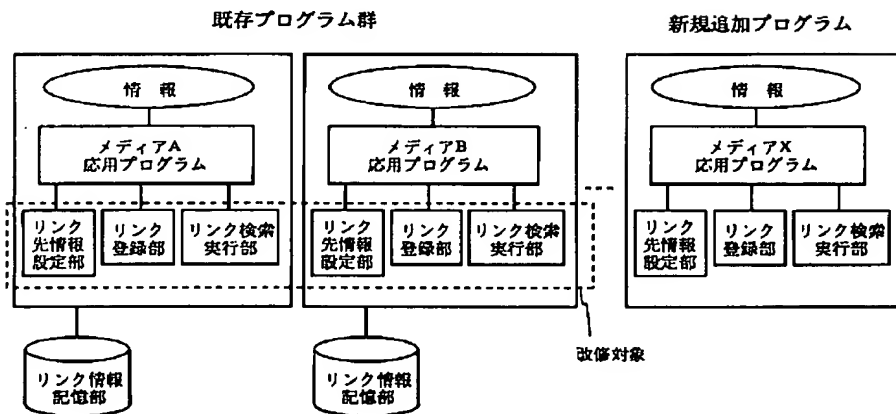 既存プログラム群
新規追加プログラム
情 報
メディアA
応用プログラム
リンク
先情報
設定部
リンク
登録部
リンク検索
実行部
リンク情報
記憶部
情 報
メディアB
応用プログラム
リンク
先情報
設定部
リンク
登録部
リンク検索
実行部
リンク情報
記憶部
情 報
メディアX
応用プログラム
リンク
先情報
設定部
リンク
登録部
リンク検索
実行部
改修対象